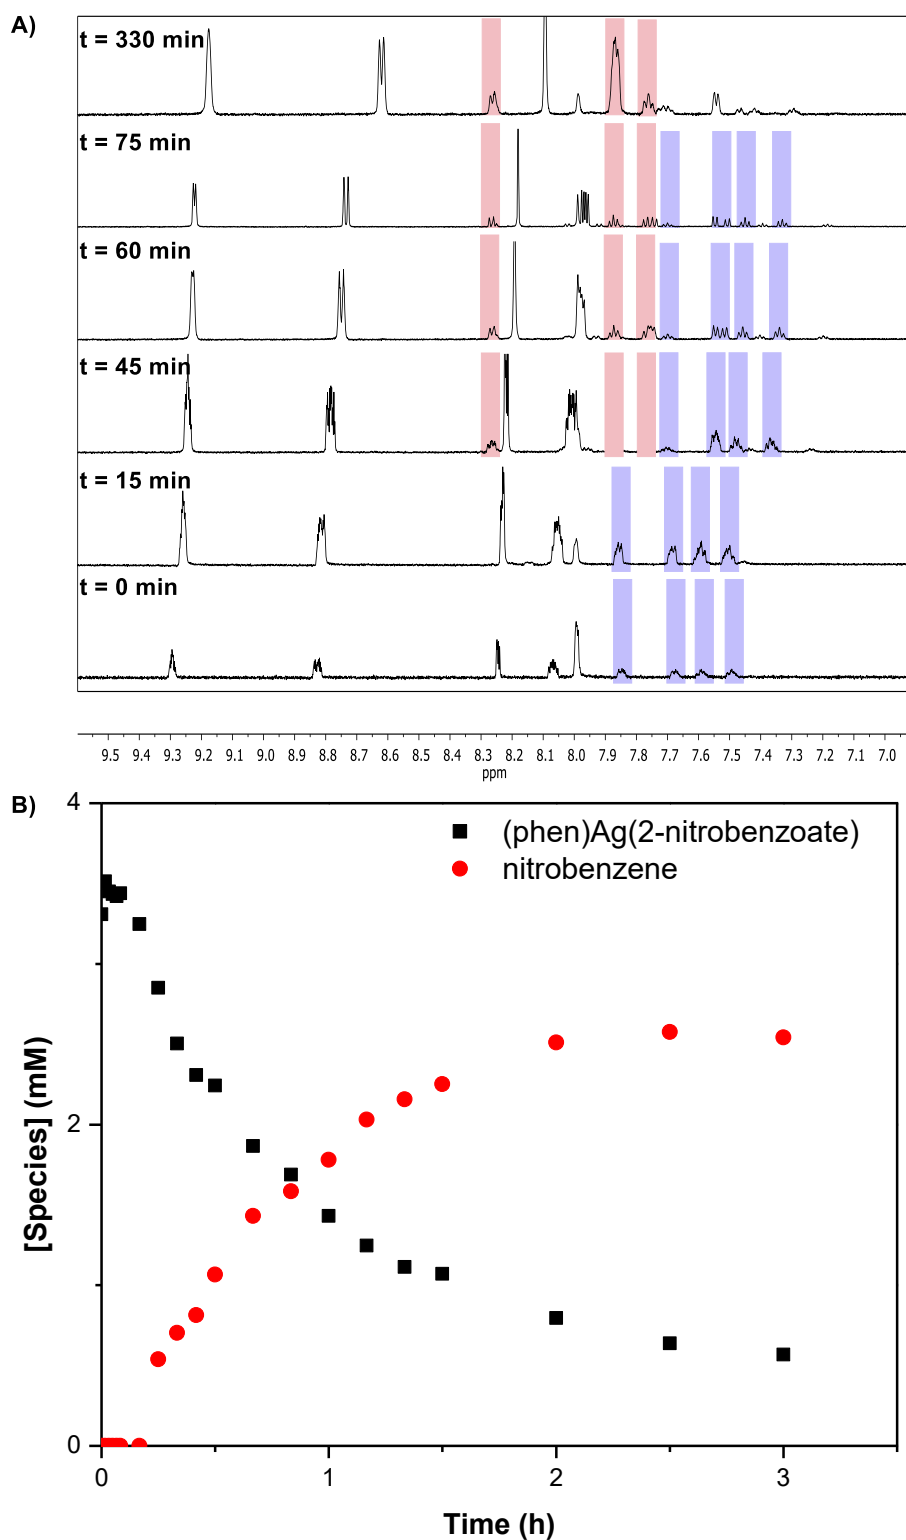 A)
t = 330 min
t = 75 min
t = 60 min
t = 45 min
t = 15 min
t = 0 min
9.5 9.4 9.3 9.2 9.1 9.0 8.9 8.8 8.7 8.6 8.5 8.4 8.3 8.2 8.1 8.0 7.9 7.8 7.7 7.6 7.5 7.4 7.3 7.2 7.1 7.0
ppm
B)
4
(phen)Ag(2-nitrobenzoate)
nitrobenzene
[Species] (mM)
2
0
0 1 2 3
Time (h)